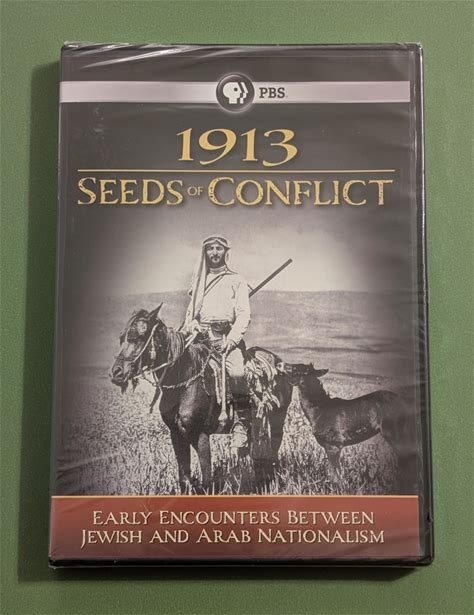 PBS
1913
SEEDS OF CONFLICT
EARLY ENCOUNTERS BETWEEN
JEWISH AND ARAB NATIONALISM